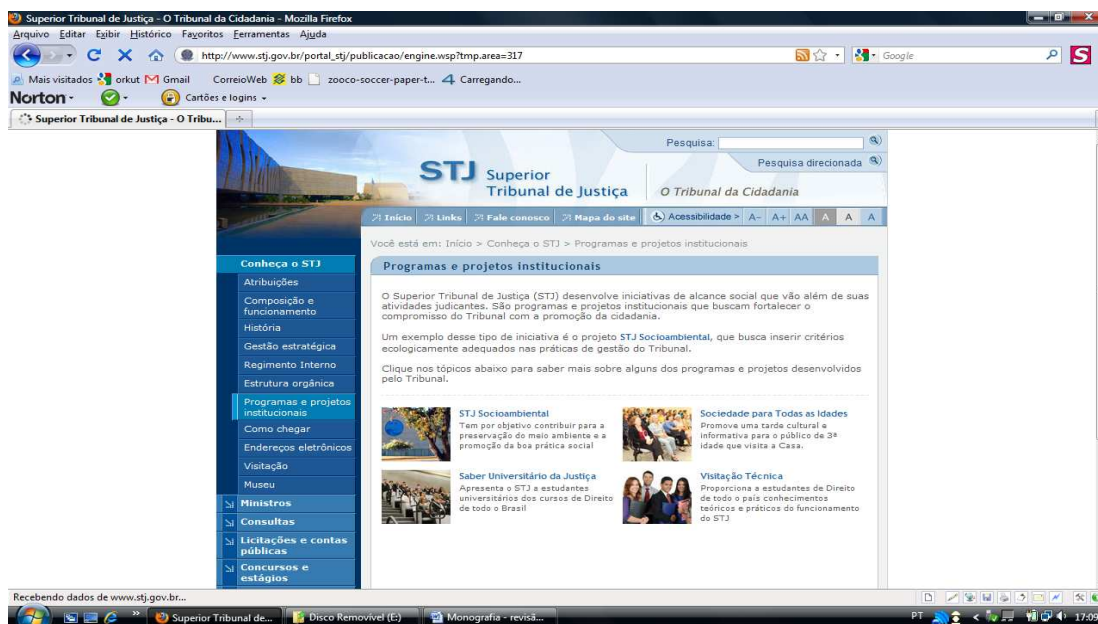 Superior Tribunal de Justiça - O Tribunal da Cidadania - Mozilla Firefox
Arquivo Editar Exibir Histórico Favoritos Ferramentas Ajuda
http://www.stj.gov.br/portal_stj/publicacao/engine.wsp?tmp.area=317
Google
S
Mais visitados orkut Gmail CorreioWeb bb zooco-soccer-paper-t... Carregando...
Norton Cartões e logins
Superior Tribunal de Justiça - O Tribu...
Pesquisa:
Pesquisa direcionada
STJ Superior
Tribunal de Justiça
O Tribunal da Cidadania
Início Links Fale conosco Mapa do site Acessibilidade > A- A+ AA A A A
Você está em: Início > Conheça o STJ > Programas e projetos institucionais
Conheça o STJ
Atribuições
Composição e
funcionamento
História
Gestão estratégica
Regimento Interno
Estrutura orgânica
Programas e projetos
institucionais
Como chegar
Endereços eletrônicos
Visitação
Museu
Ministros
Consultas
Licitações e contas
públicas
Concursos e
estágios
Programas e projetos institucionais
O Superior Tribunal de Justiça (STJ) desenvolve iniciativas de alcance social que vão além de suas
atividades judicantes. São programas e projetos institucionais que buscam fortalecer o
compromisso do Tribunal com a promoção da cidadania.
Um exemplo desse tipo de iniciativa é o projeto STJ Socioambiental, que busca inserir critérios
ecologicamente adequados nas práticas de gestão do Tribunal.
Clique nos tópicos abaixo para saber mais sobre alguns dos programas e projetos desenvolvidos
pelo Tribunal.
STJ Socioambiental
Tem por objetivo contribuir para a
preservação do meio ambiente e a
promoção da boa prática social
Sociedade para Todas as Idades
Promove uma tarde cultural e
informativa para o público de 3ª
idade que visita a Casa.
Saber Universitário da Justiça
Apresenta o STJ a estudantes
universitários dos cursos de Direito
de todo o Brasil
Visitação Técnica
Proporciona a estudantes de Direito
de todo o país conhecimentos
teóricos e práticos do funcionamento
do STJ
Recebendo dados de www.stj.gov.br...
Superior Tribunal de... Disco Removível (E:) Monografia - revisã... PT 17:09